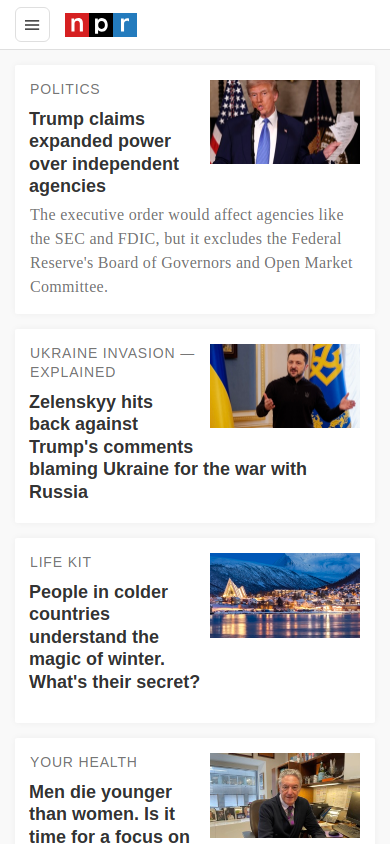 npr
POLITICS
Trump claims
expanded power
over independent
agencies
The executive order would affect agencies like
the SEC and FDIC, but it excludes the Federal
Reserve's Board of Governors and Open Market
Committee.
UKRAINE INVASION —
EXPLAINED
Zelenskyy hits
back against
Trump's comments
blaming Ukraine for the war with
Russia
LIFE KIT
People in colder
countries
understand the
magic of winter.
What's their secret?
YOUR HEALTH
Men die younger
than women. Is it
time for a focus on